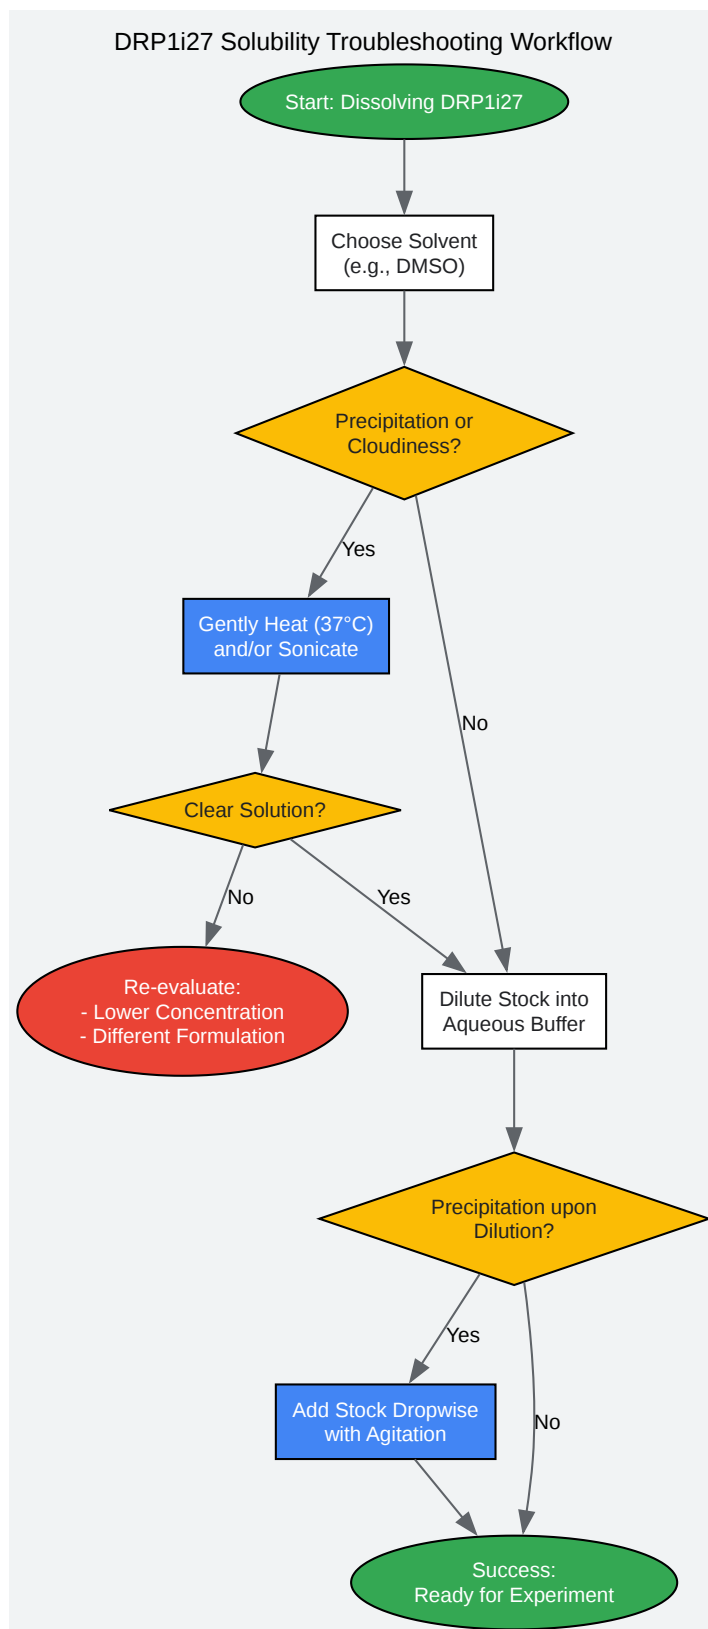 DRP1i27 Solubility Troubleshooting Workflow
Start: Dissolving DRP1i27
Choose Solvent
(e.g., DMSO)
Precipitation or
Cloudiness?
Yes
Gently Heat (37°C)
and/or Sonicate
No
Clear Solution?
No
Yes
Re-evaluate:
- Lower Concentration
- Different Formulation
Dilute Stock into
Aqueous Buffer
Precipitation upon
Dilution?
Yes
Add Stock Dropwise
with Agitation
No
Success:
Ready for Experiment